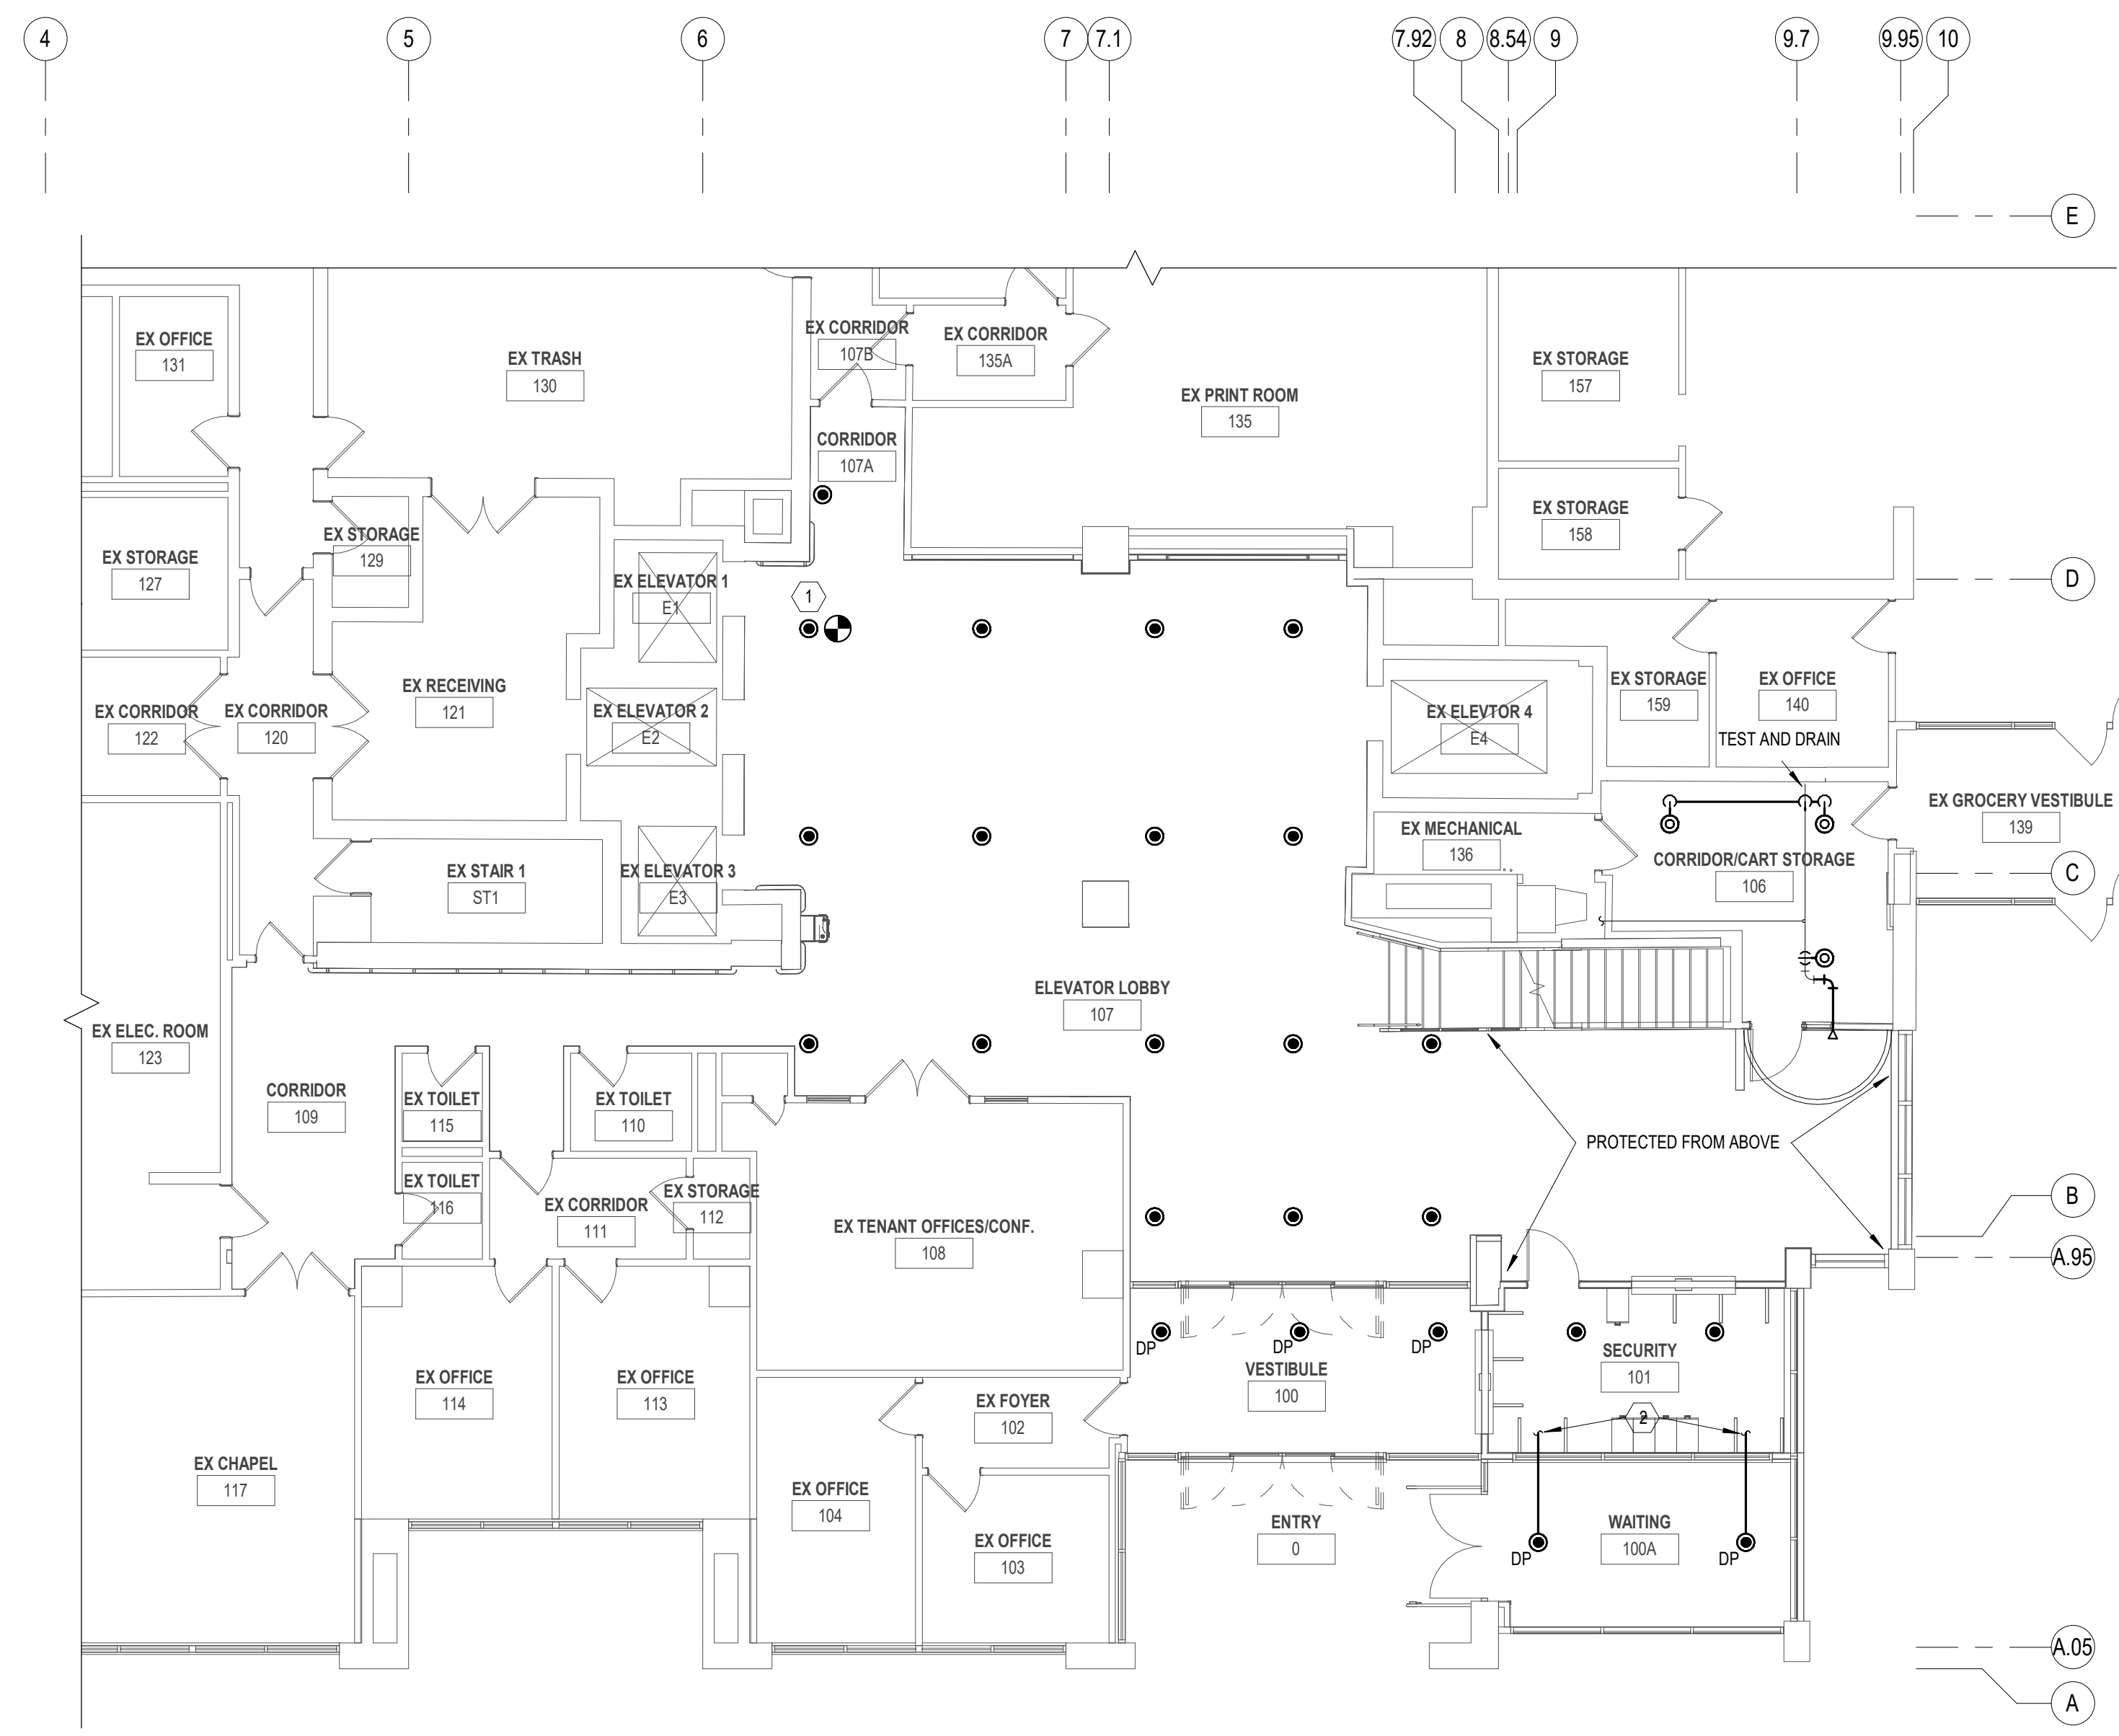 4
5
6
7
7.1
7.92
8
8.54
9
9.7
9.95
10
E
EX OFFICE
131
EX TRASH
130
EX CORRIDOR
107B
EX CORRIDOR
135A
EX PRINT ROOM
135
EX STORAGE
157
CORRIDOR
107A
EX STORAGE
158
EX STORAGE
129
EX STORAGE
127
EX ELEVATOR 1
E1
1
D
EX RECEIVING
121
EX CORRIDOR
122
EX CORRIDOR
120
EX ELEVATOR 2
E2
EX ELEVTOR 4
E4
EX STORAGE
159
EX OFFICE
140
TEST AND DRAIN
EX GROCERY VESTIBULE
139
EX MECHANICAL
136
CORRIDOR/CART STORAGE
106
C
EX STAIR 1
ST1
EX ELEVATOR 3
E3
ELEVATOR LOBBY
107
EX ELEC. ROOM
123
CORRIDOR
109
EX TOILET
115
EX TOILET
110
PROTECTED FROM ABOVE
EX TOILET
116
EX CORRIDOR
111
EX STORAGE
112
EX TENANT OFFICES/CONF.
108
B
A.95
DP
DP
DP
VESTIBULE
100
SECURITY
101
EX OFFICE
114
EX OFFICE
113
EX FOYER
102
2
EX CHAPEL
117
EX OFFICE
104
EX OFFICE
103
ENTRY
0
WAITING
100A
DP
DP
A.05
A